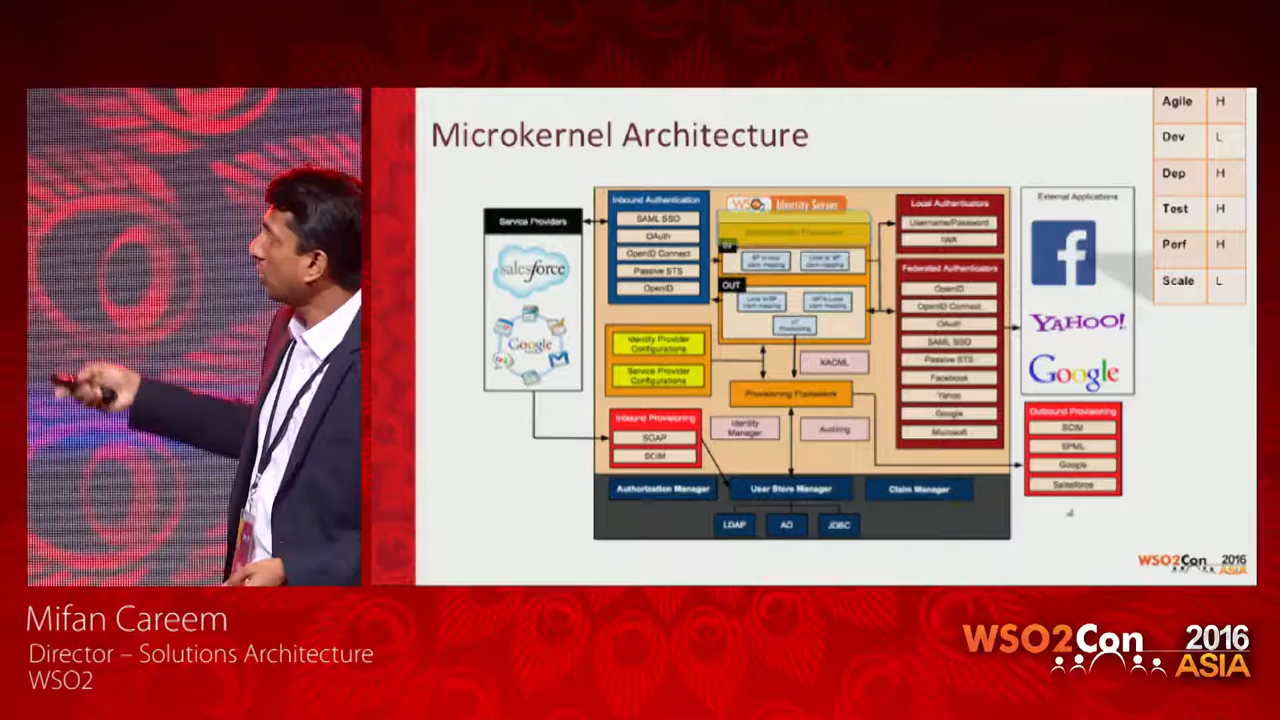 Microkernel Architecture
Agile H
Dev L
Dep H
Test H
Perf H
Scale L
Service Providers
salesforce
Google
Inbound Authentication
SAML SSO
OAuth
OpenID Connect
Passive STS
OpenID
WSO2 Identity Server
OUT
Identity Provider
Configurations
Service Provider
Configurations
XACML
Provisioning Framework
Identity
Manager
Auditing
Inbound Provisioning
SOAP
SCIM
Local Authenticators
Username/Password
IWA
Federated Authenticators
OpenID
OpenID Connect
OAuth
SAML SSO
Passive STS
Facebook
Yahoo
Google
Microsoft
External Applications
f
YAHOO!
Google
Outbound Provisioning
SCIM
SPML
Google
Salesforce
Authorization Manager
User Store Manager
Claim Manager
LDAP
AD
JDBC
WSO2Con 2016
ASIA
Mifan Careem
Director – Solutions Architecture
WSO2
WSO2Con 2016
ASIA